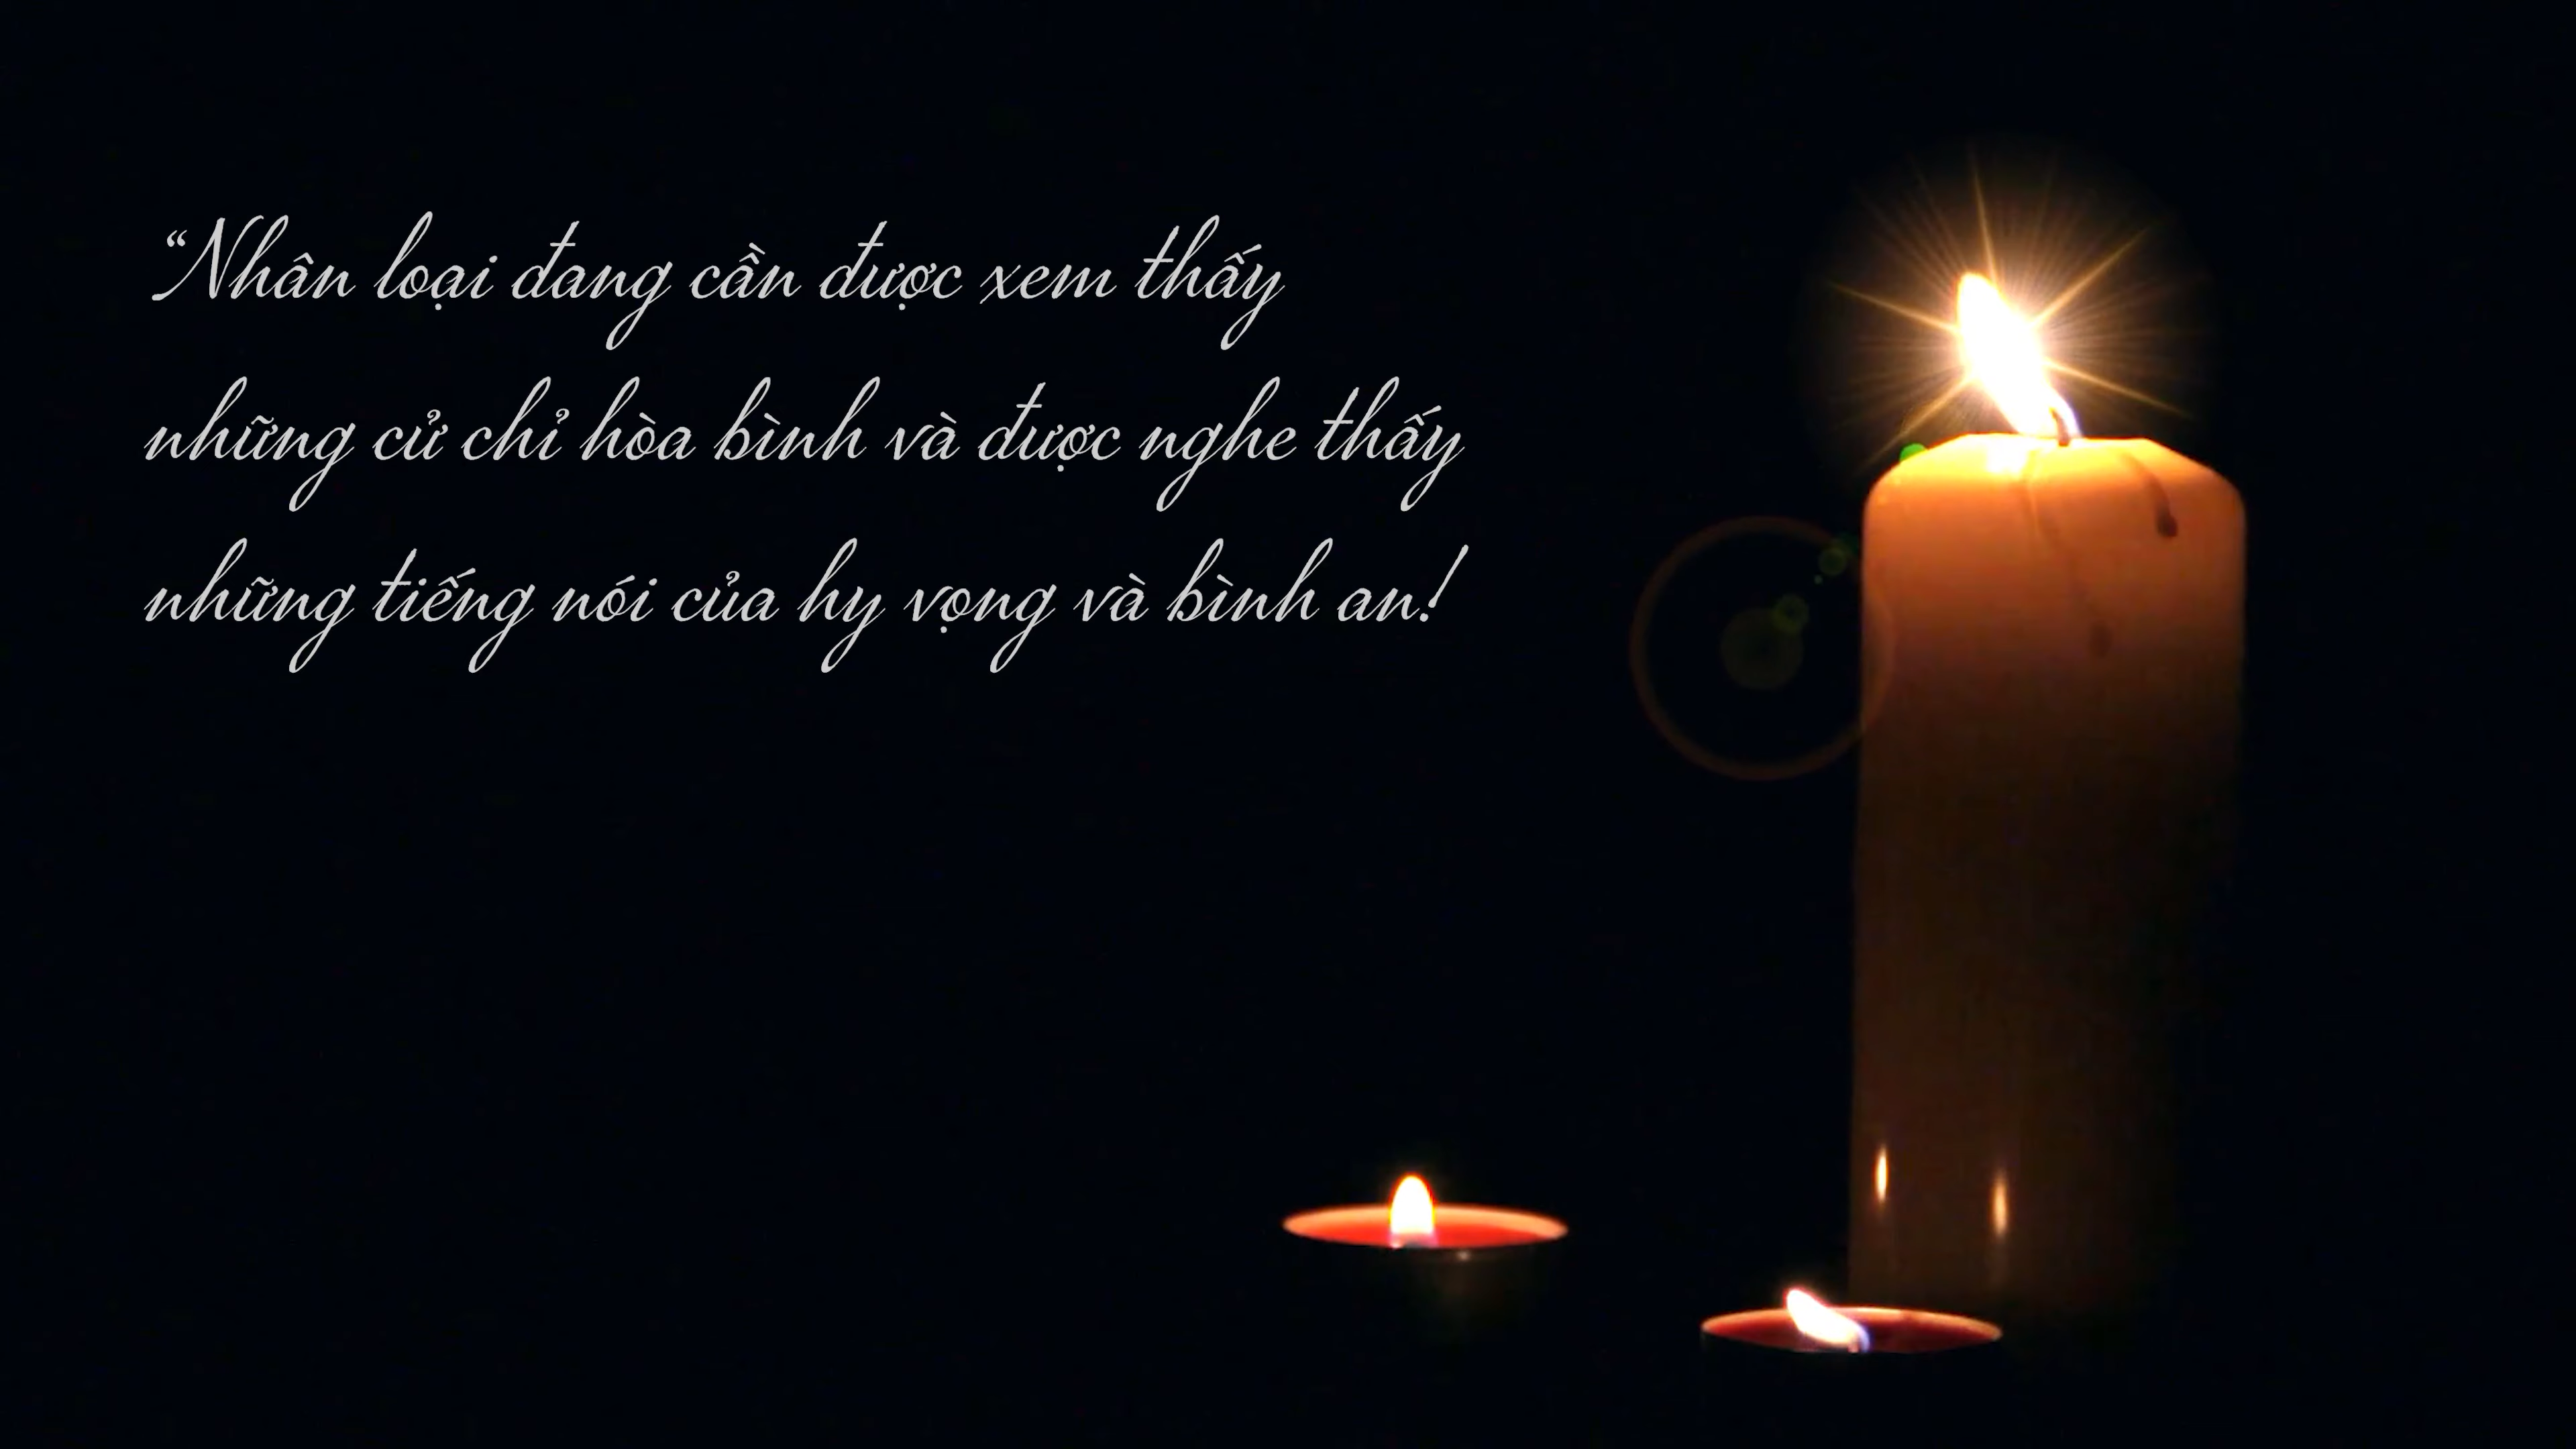 “Nhân loại đang cần được xem thấy
những cử chỉ hòa bình và được nghe thấy
những tiếng nói của hy vọng và bình an!